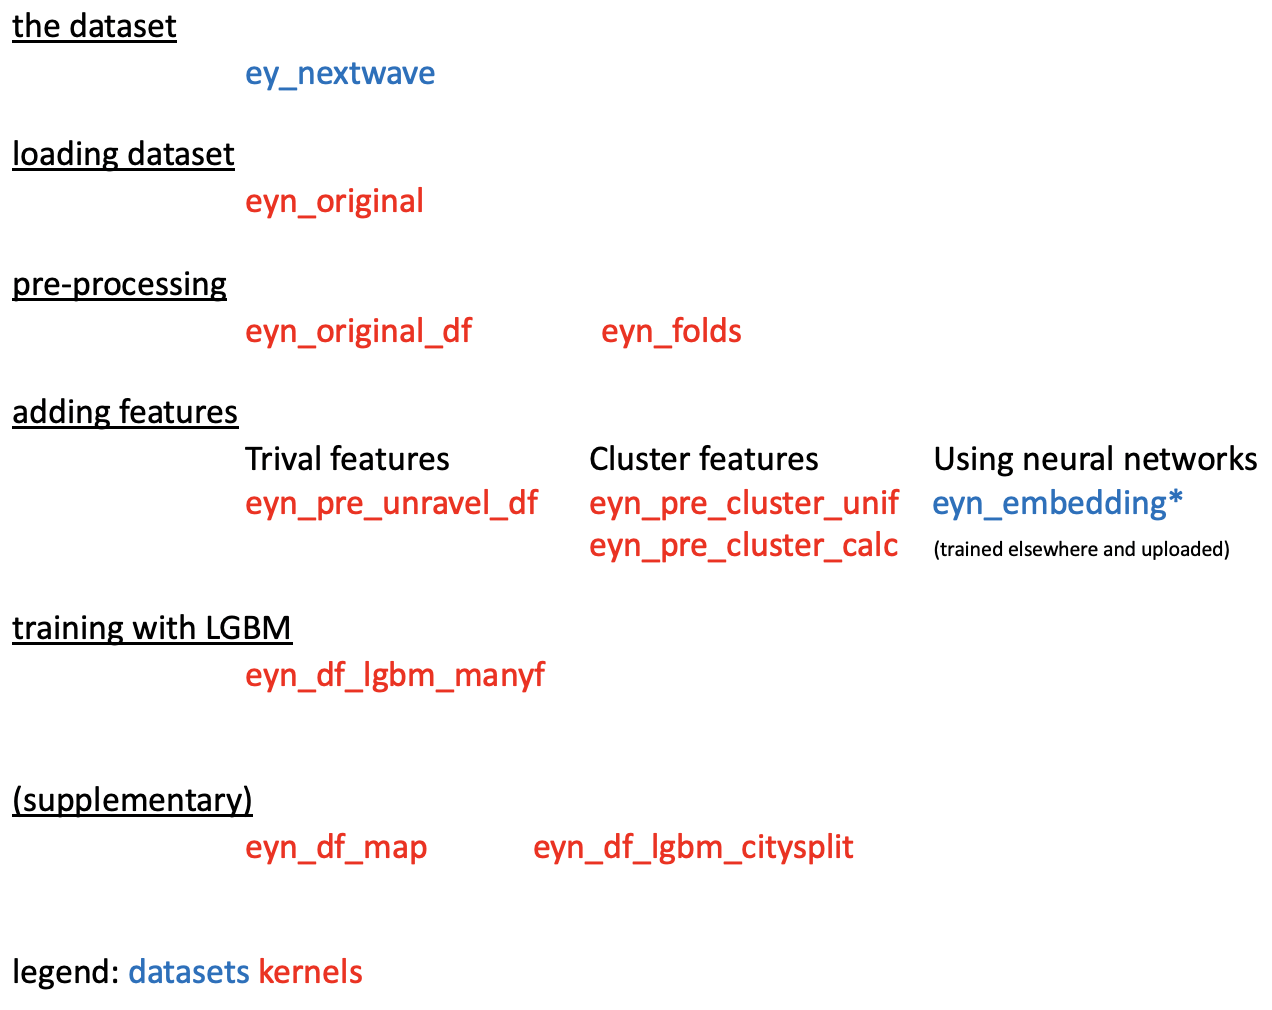 the dataset
ey_nextwave
loading dataset
eyn_original
pre-processing
eyn_original_df eyn_folds
adding features
Trival features Cluster features Using neural networks
eyn_pre_unravel_df eyn_pre_cluster_unif eyn_embedding*
eyn_pre_cluster_calc (trained elsewhere and uploaded)
training with LGBM
eyn_df_lgbm_manyf
(supplementary)
eyn_df_map eyn_df_lgbm_citysplit
legend: datasets kernels